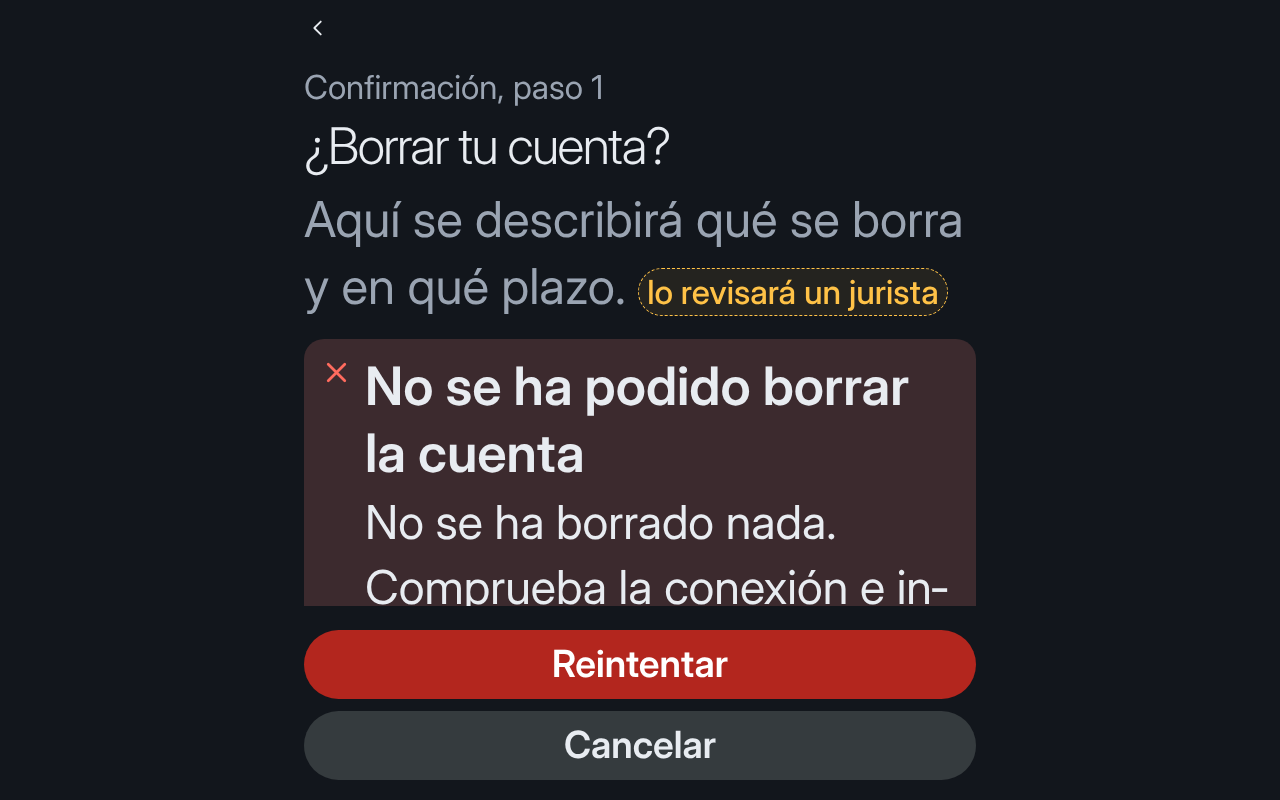 Confirmación, paso 1
¿Borrar tu cuenta?
Aquí se describirá qué se borra
y en qué plazo. lo revisará un jurista
No se ha podido borrar
la cuenta
No se ha borrado nada.
Comprueba la conexión e in-
Reintentar
Cancelar